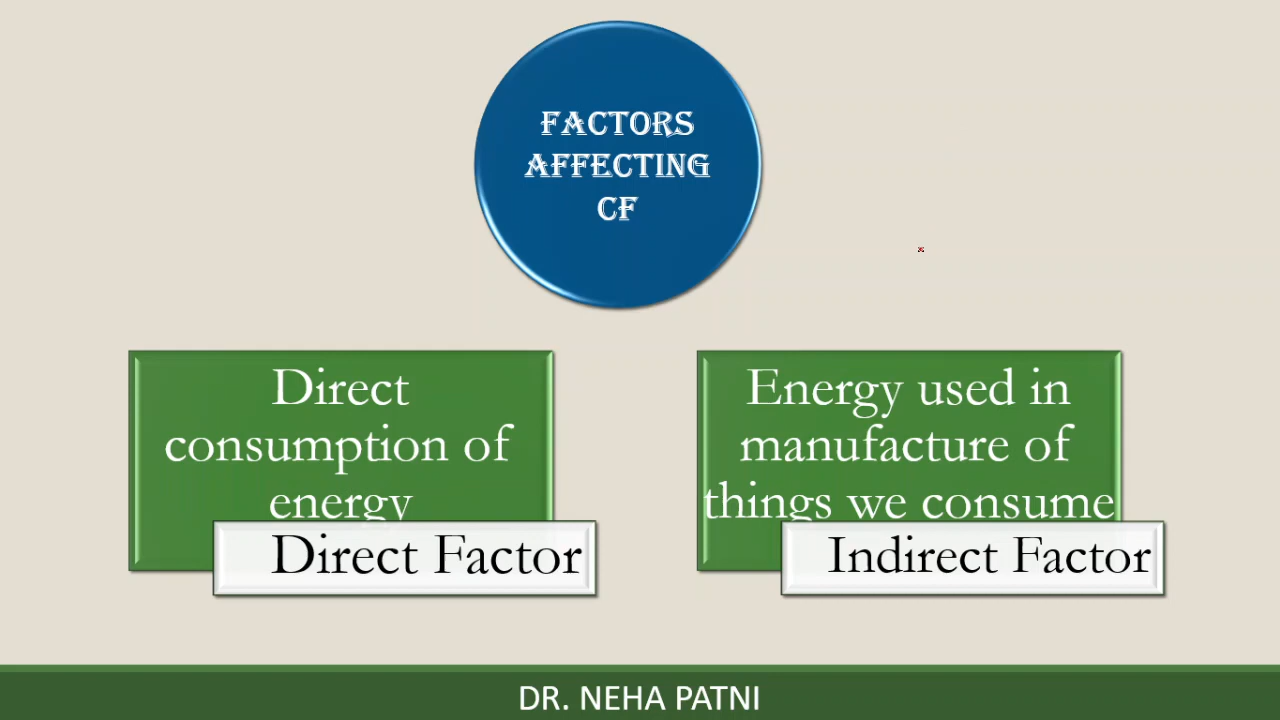 FACTORS
AFFECTING
CF
Direct
consumption of
energy
Direct Factor
Energy used in
manufacture of
things we consume
Indirect Factor
DR. NEHA PATNI